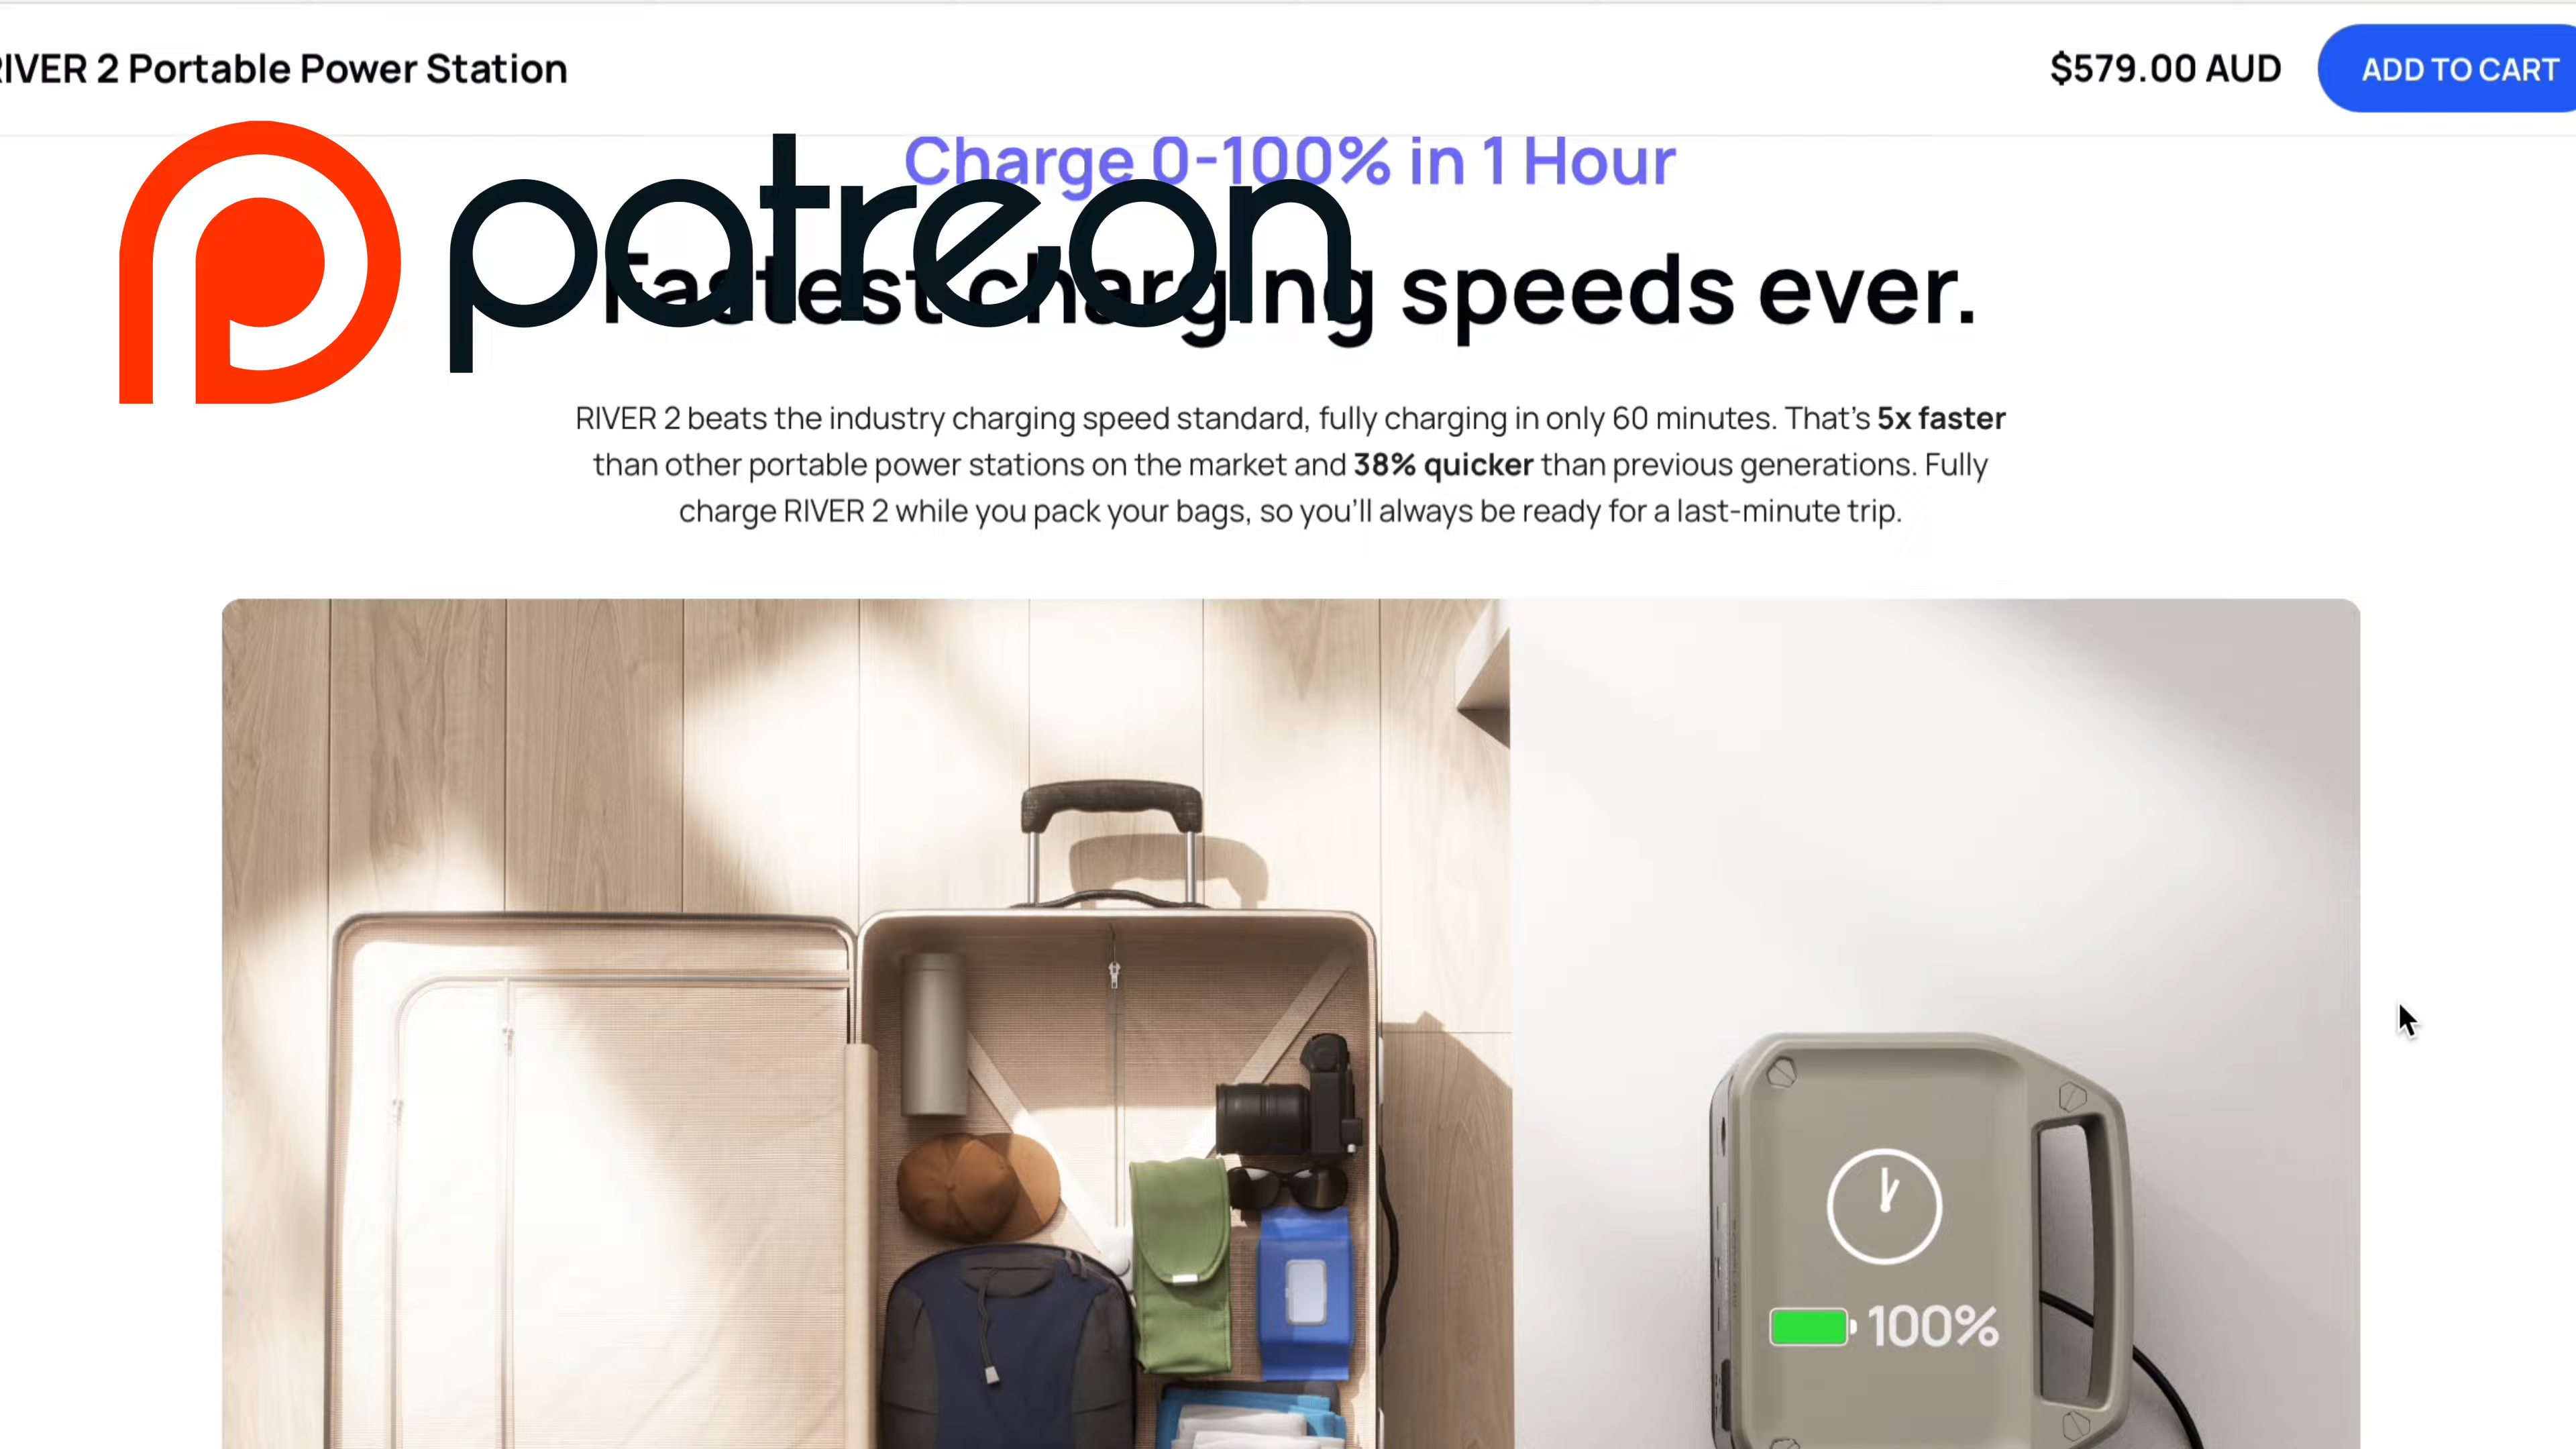 RIVER 2 Portable Power Station
$579.00 AUD
ADD TO CART
Charge 0-100% in 1 Hour
patreon
Fastest charging speeds ever.
RIVER 2 beats the industry charging speed standard, fully charging in only 60 minutes. That's 5x faster
than other portable power stations on the market and 38% quicker than previous generations. Fully
charge RIVER 2 while you pack your bags, so you'll always be ready for a last-minute trip.
100%